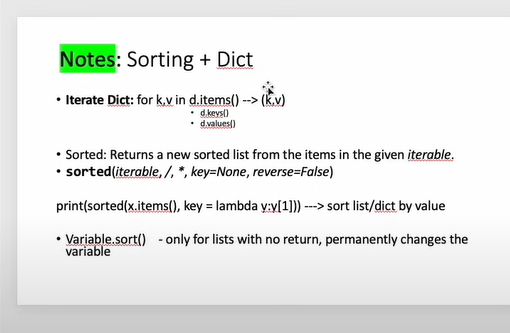 Notes: Sorting + Dict
• Iterate Dict: for k,v in d.items() --> (k,v)
• d.keys()
• d.values()
• Sorted: Returns a new sorted list from the items in the given iterable.
• sorted(iterable, /, *, key=None, reverse=False)
print(sorted(x.items(), key = lambda y:y[1])) ---> sort list/dict by value
• Variable.sort() - only for lists with no return, permanently changes the
variable